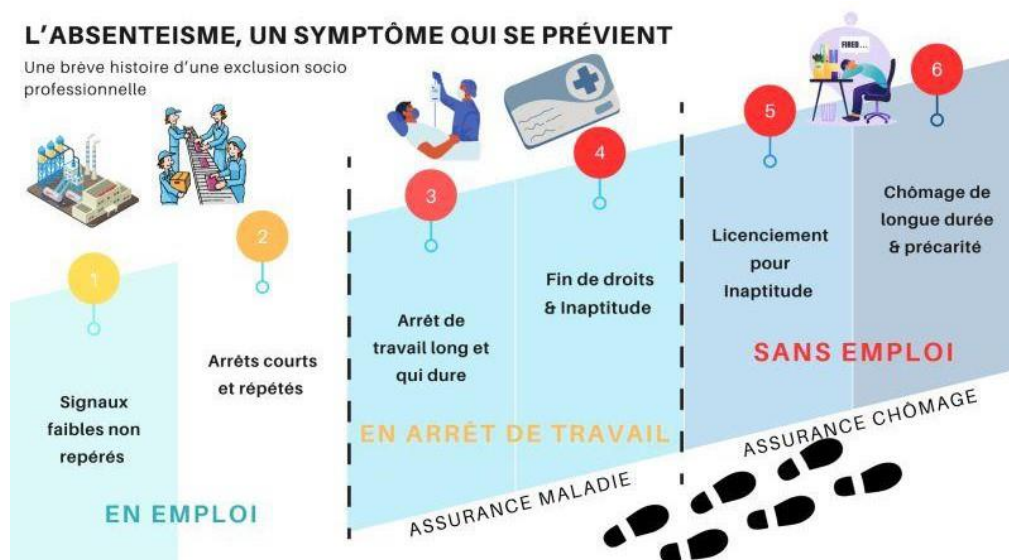 L'ABSENTEISME, UN SYMPTÔME QUI SE PRÉVIENT
Une brève histoire d'une exclusion socio
professionnelle
1
Signaux
faibles non
repérés
2
Arrêts courts
et répétés
EN EMPLOI
3
Arrêt de
travail long et
qui dure
4
Fin de droits
& Inaptitude
EN ARRÊT DE TRAVAIL
ASSURANCE MALADIE
5
Licenciement
pour
Inaptitude
FIRED...
6
Chômage de
longue durée
& précarité
SANS EMPLOI
ASSURANCE CHÔMAGE